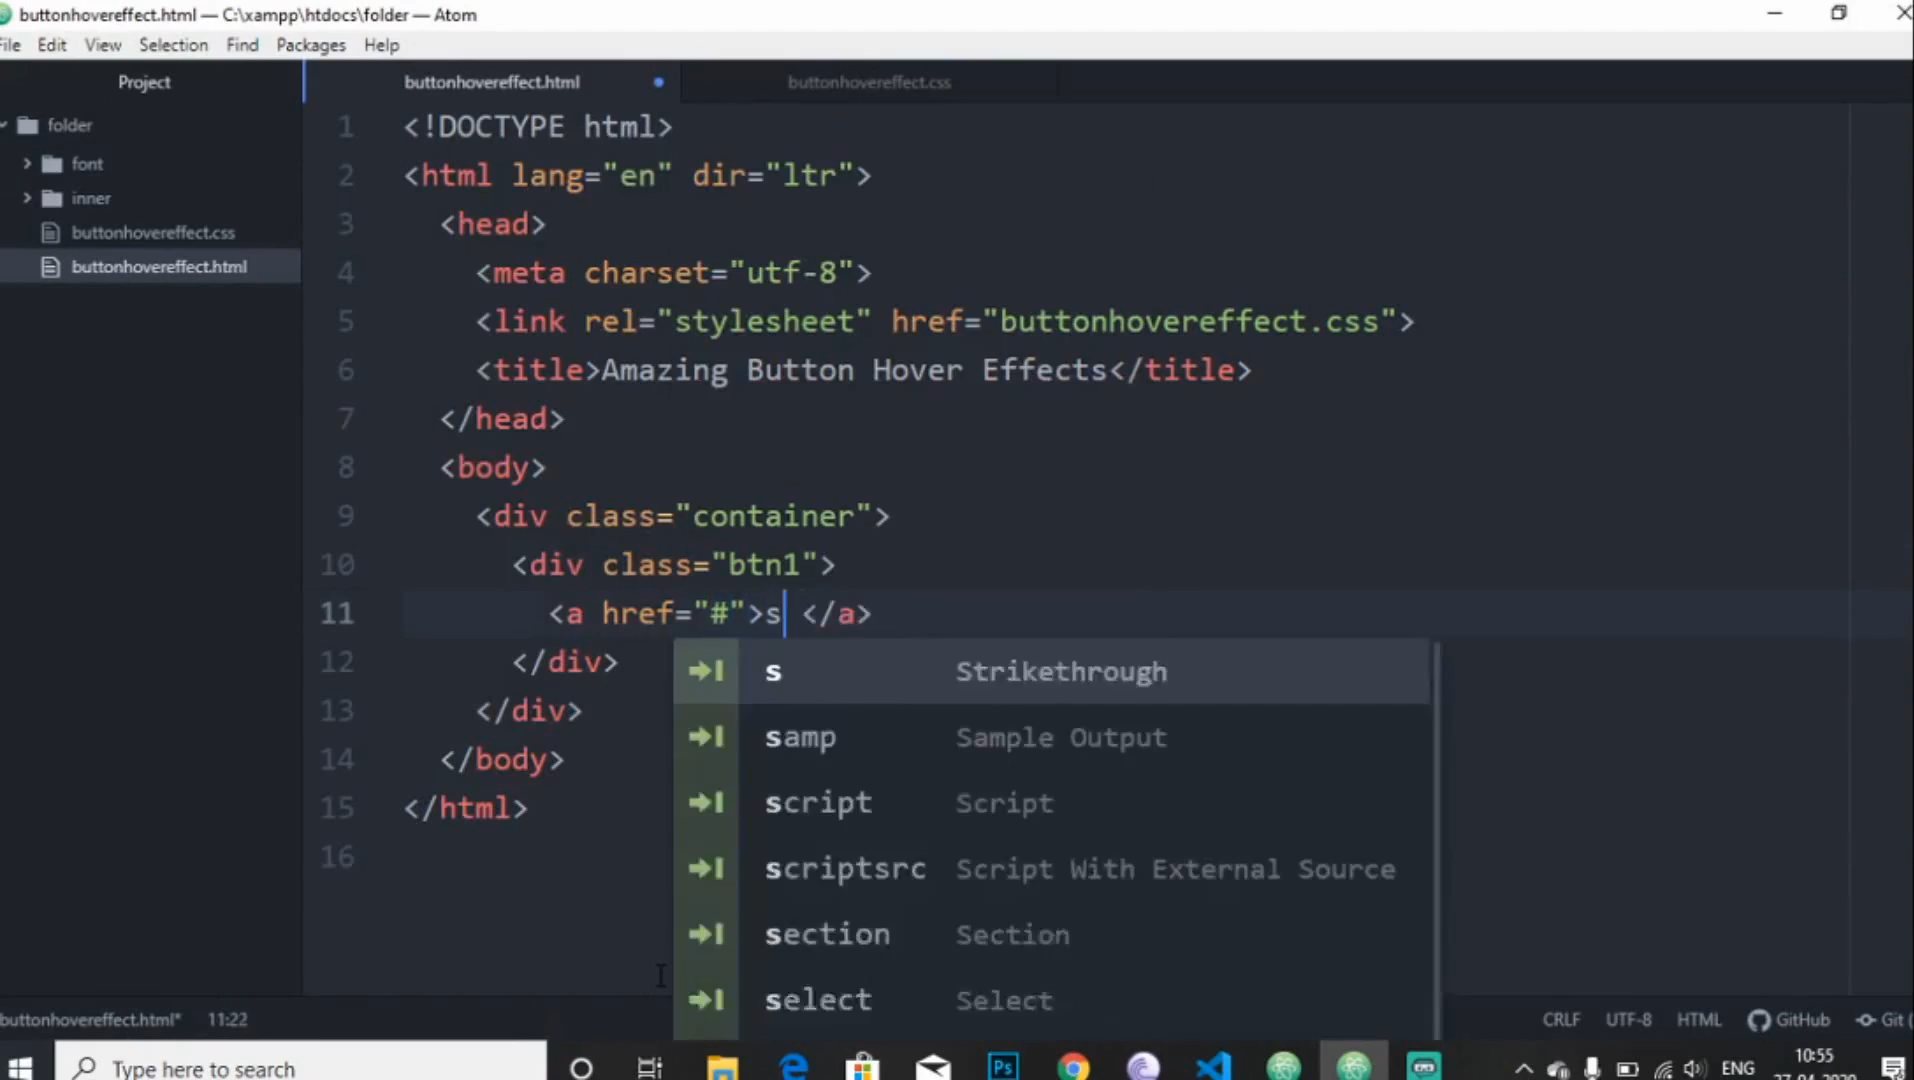 buttonhovereffect.html — C:\xampp\htdocs\folder — Atom
File Edit View Selection Find Packages Help
Project
buttonhovereffect.html
buttonhovereffect.css
folder
font
inner
buttonhovereffect.css
buttonhovereffect.html
1 <!DOCTYPE html>
2 <html lang="en" dir="ltr">
3 <head>
4 <meta charset="utf-8">
5 <link rel="stylesheet" href="buttonhovereffect.css">
6 <title>Amazing Button Hover Effects</title>
7 </head>
8 <body>
9 <div class="container">
10 <div class="btn1">
11 <a href="#">s </a>
12 </div>
13 </div>
14 </body>
15 </html>
16
s Strikethrough
samp Sample Output
script Script
scriptsrc Script With External Source
section Section
select Select
buttonhovereffect.html* 11:22
CRLF UTF-8 HTML GitHub Git (
Type here to search
Ps
ENG
10:55